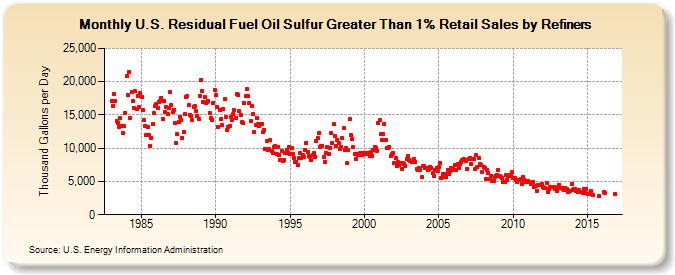 Monthly U.S. Residual Fuel Oil Sulfur Greater Than 1% Retail Sales by Refiners
Thousand Gallons per Day
25,000
20,000
15,000
10,000
5,000
0
1985 1990 1995 2000 2005 2010 2015
Source: U.S. Energy Information Administration